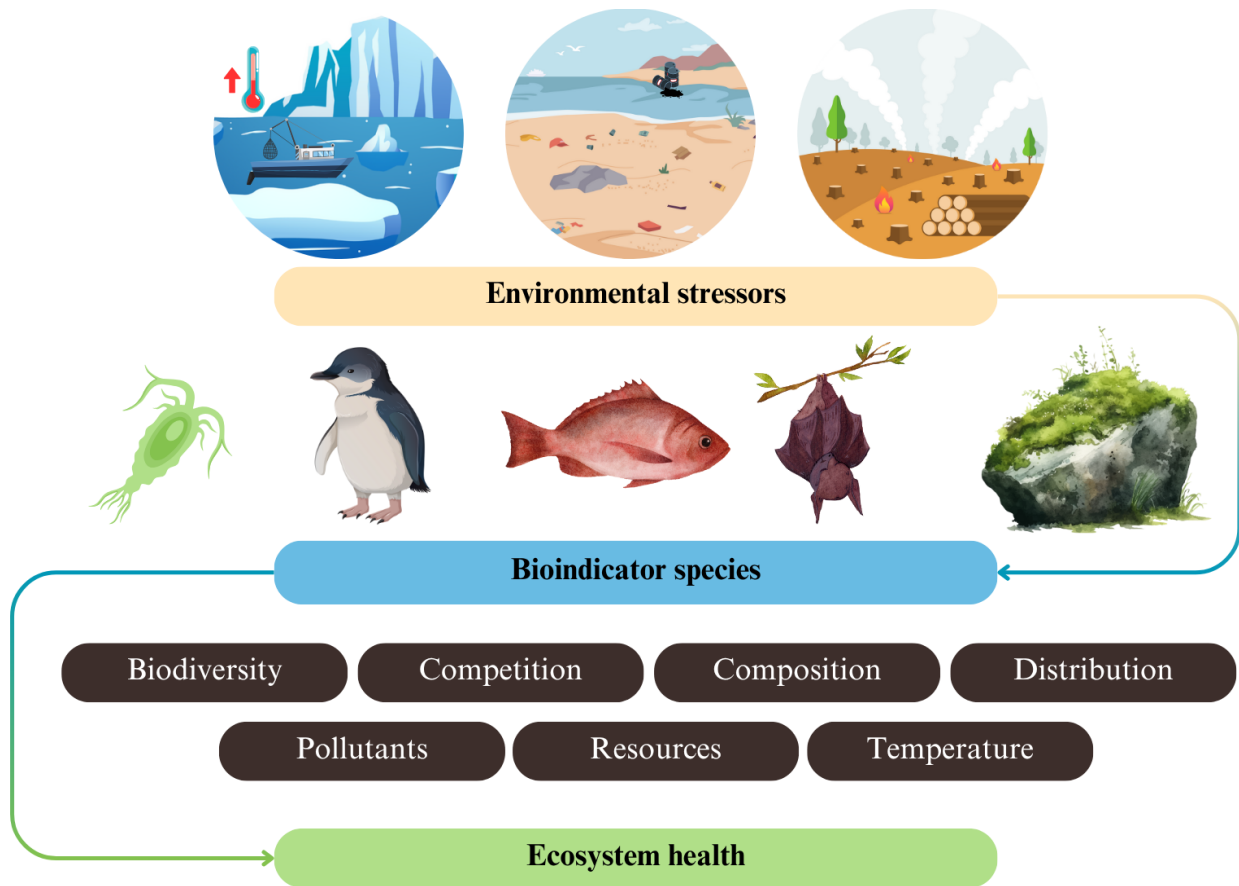 Environmental stressors
Bioindicator species
Biodiversity
Competition
Composition
Distribution
Pollutants
Resources
Temperature
Ecosystem health